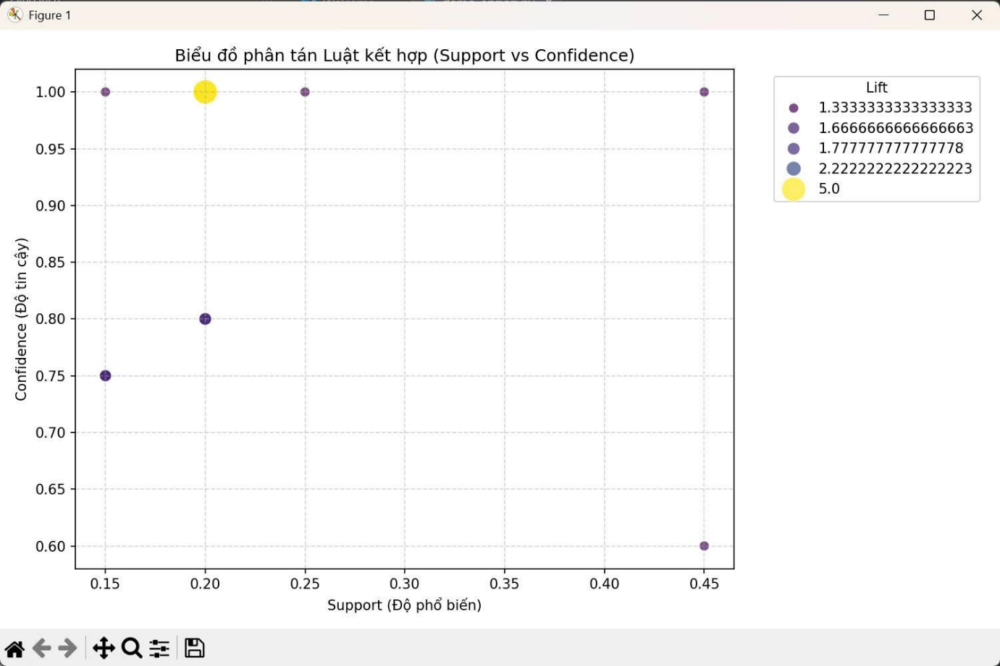 Figure 1
Biểu đồ phân tán Luật kết hợp (Support vs Confidence)
Confidence (Độ tin cậy)
1.00
0.95
0.90
0.85
0.80
0.75
0.70
0.65
0.60
0.15 0.20 0.25 0.30 0.35 0.40 0.45
Support (Độ phổ biến)
Lift
1.3333333333333333
1.6666666666666663
1.777777777777778
2.2222222222222223
5.0